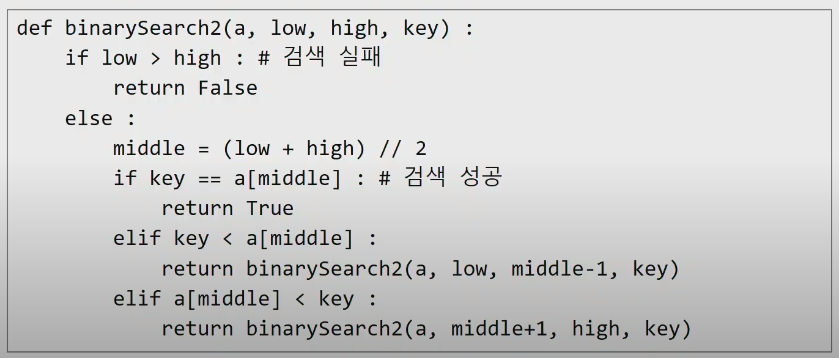 def binarySearch2(a, low, high, key) :
    if low > high : # 검색 실패
        return False
    else :
        middle = (low + high) // 2
        if key == a[middle] : # 검색 성공
            return True
        elif key < a[middle] :
            return binarySearch2(a, low, middle-1, key)
        elif a[middle] < key :
            return binarySearch2(a, middle+1, high, key)